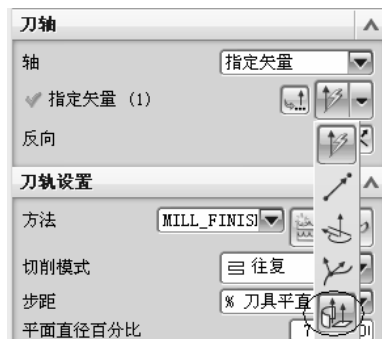 刀轴
轴 指定矢量
指定矢量 (1)
反向
刀轨设置
方法 MILL_FINIS
切削模式 往复
步距 % 刀具平直
平面直径百分比